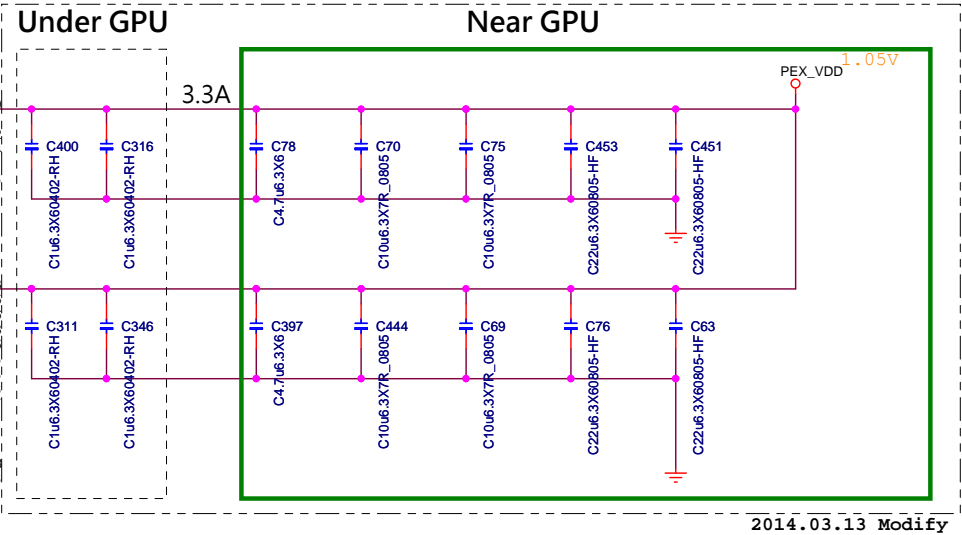 Under GPU
Near GPU
1.05V
PEX_VDD
3.3A
C400
C316
C78
C70
C75
C453
C451
C1u6.3X60402-RH
C1u6.3X60402-RH
C4.7u6.3X6
C10u6.3X7R_0805
C10u6.3X7R_0805
C22u6.3X60805-HF
C22u6.3X60805-HF
C311
C346
C397
C444
C69
C76
C63
C1u6.3X60402-RH
C1u6.3X60402-RH
C4.7u6.3X6
C10u6.3X7R_0805
C10u6.3X7R_0805
C22u6.3X60805-HF
C22u6.3X60805-HF
2014.03.13 Modify